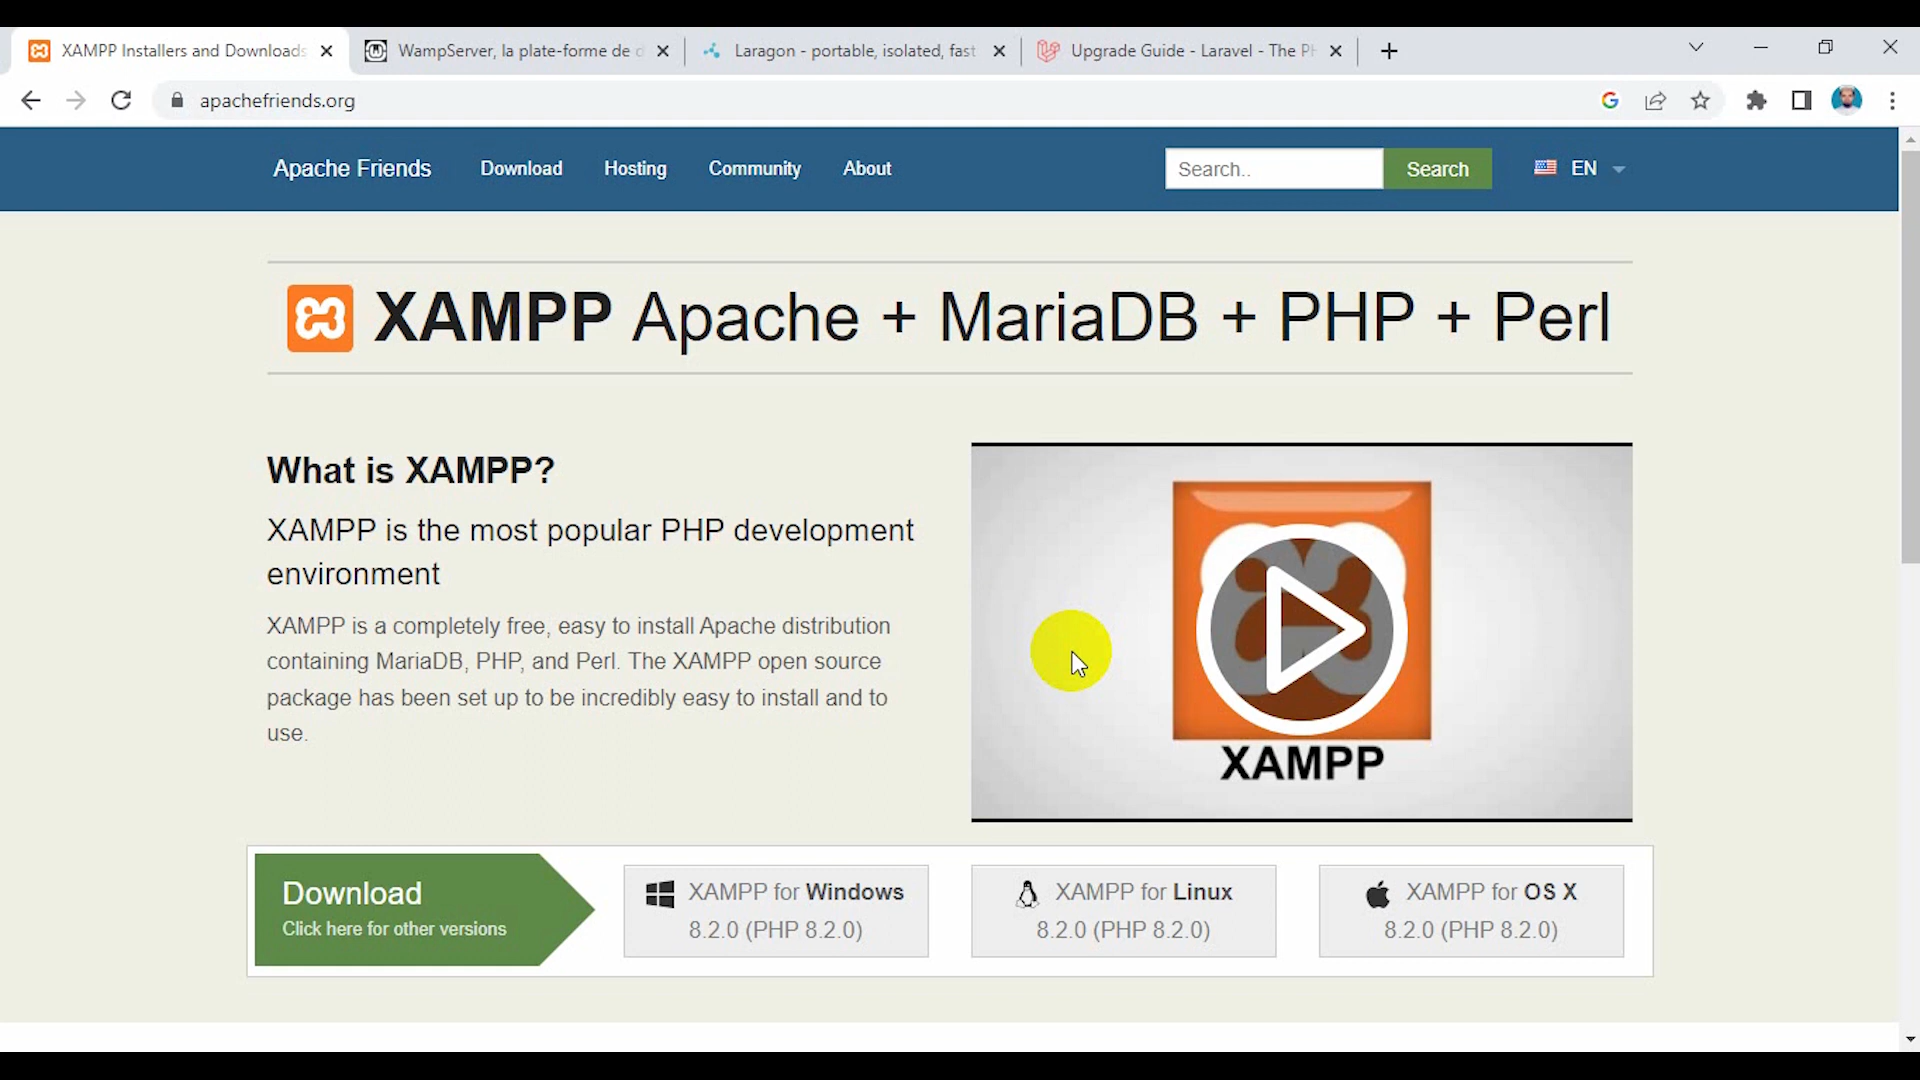 XAMPP Installers and Downloads
WampServer, la plate-forme de d
Laragon - portable, isolated, fast
Upgrade Guide - Laravel - The PH
apachefriends.org
Apache Friends
Download
Hosting
Community
About
Search..
Search
EN
XAMPP Apache + MariaDB + PHP + Perl
What is XAMPP?
XAMPP is the most popular PHP development
environment
XAMPP is a completely free, easy to install Apache distribution
containing MariaDB, PHP, and Perl. The XAMPP open source
package has been set up to be incredibly easy to install and to
use.
XAMPP
Download
Click here for other versions
XAMPP for Windows
8.2.0 (PHP 8.2.0)
XAMPP for Linux
8.2.0 (PHP 8.2.0)
XAMPP for OS X
8.2.0 (PHP 8.2.0)